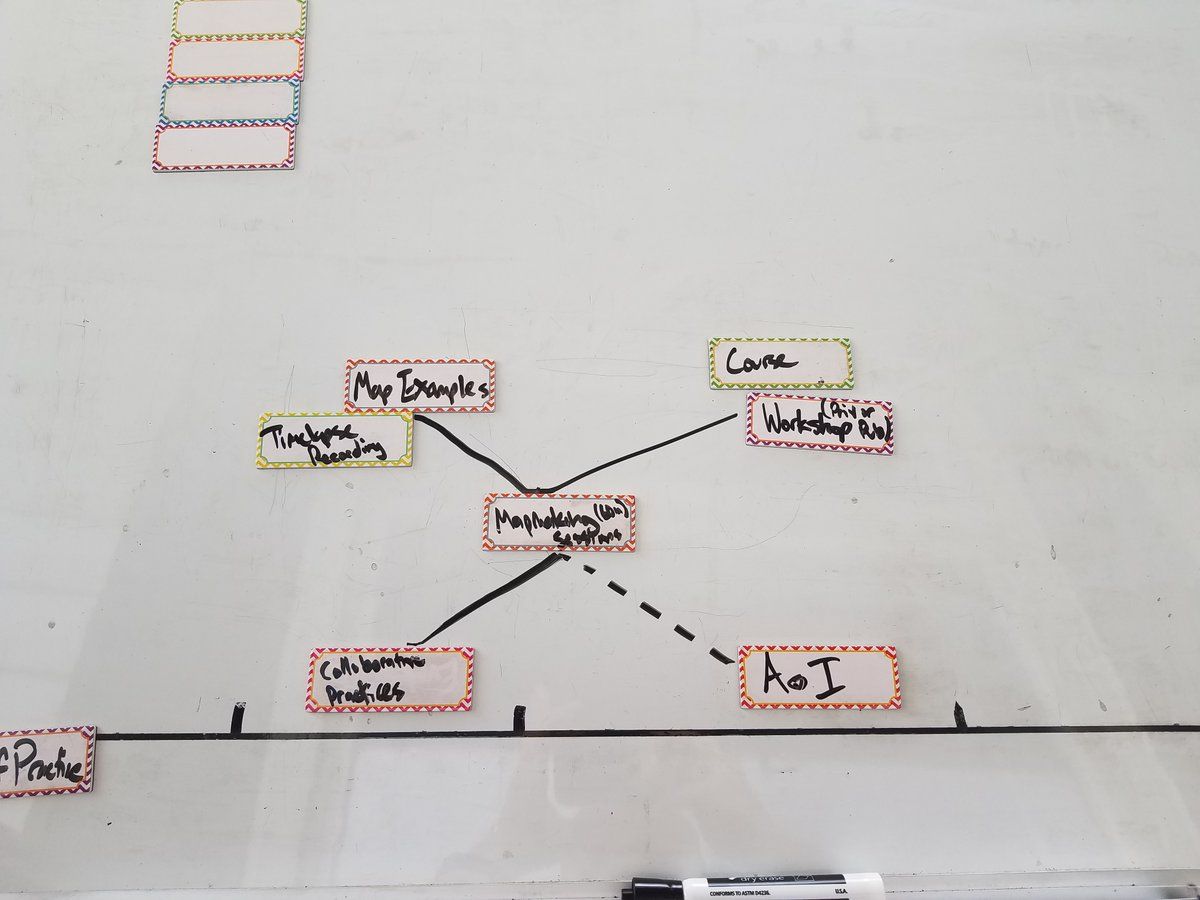 Map Examples
Timelapse
Recording
Course
Workshop (Priv or
Pub)
Mapmaking
Sessions
Collaborative
Practices
A I
Practice
dry erase
CONFORMS TO ASTM D4236.
U.S.A.